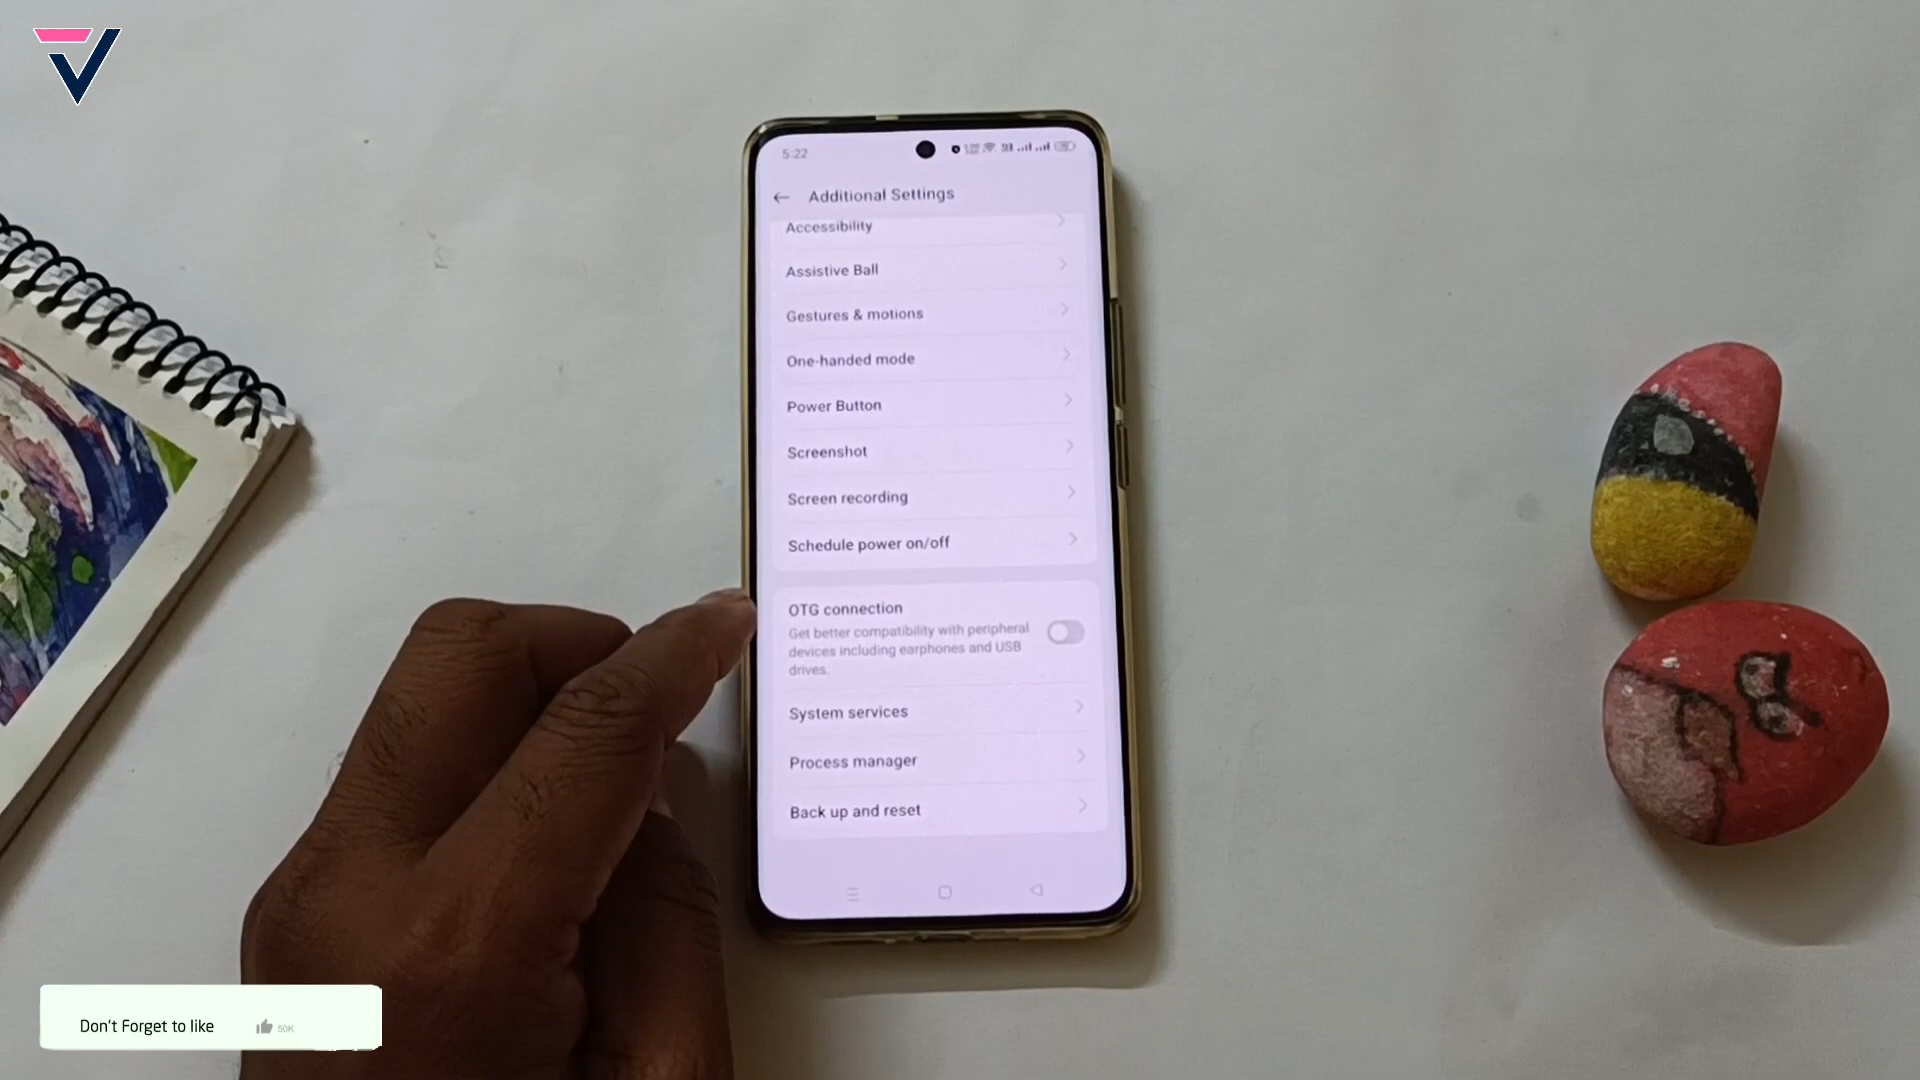 5:22
Additional Settings
Accessibility
Assistive Ball
Gestures & motions
One-handed mode
Power Button
Screenshot
Screen recording
Schedule power on/off
OTG connection
Get better compatibility with peripheral
devices including earphones and USB
drives.
System services
Process manager
Back up and reset
Don't Forget to like
50K